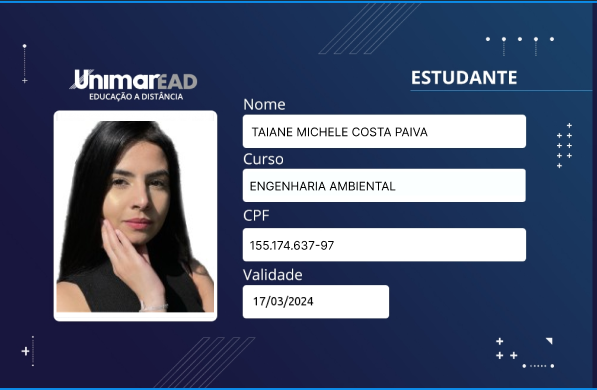 UnimarEAD
EDUCAÇÃO A DISTÂNCIA
ESTUDANTE
Nome
TAIANE MICHELE COSTA PAIVA
Curso
ENGENHARIA AMBIENTAL
CPF
155.174.637-97
Validade
17/03/2024